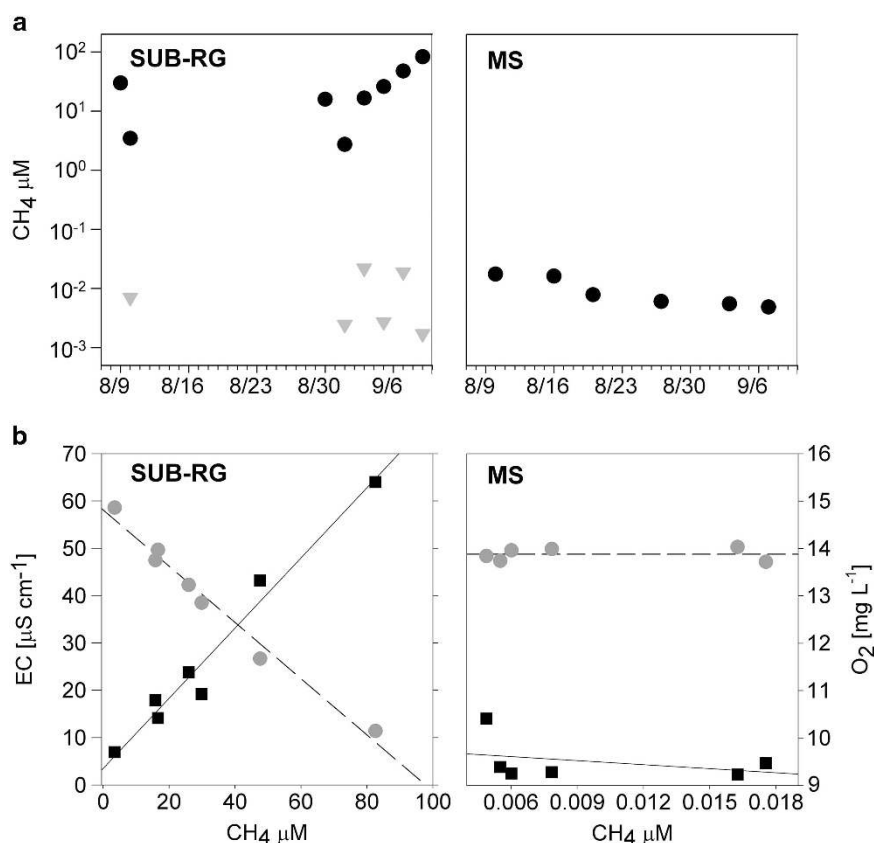 a
SUB-RG
MS
CH4 μM
10²
10¹
10⁰
10⁻¹
10⁻²
10⁻³
8/9 8/16 8/23 8/30 9/6
8/9 8/16 8/23 8/30 9/6
b
SUB-RG
MS
EC [μS cm⁻¹]
70
60
50
40
30
20
10
0
16
15
14
13
12
11
10
9
O₂ [mg L⁻¹]
0 20 40 60 80 100
0.006 0.009 0.012 0.015 0.018
CH4 μM
CH4 μM